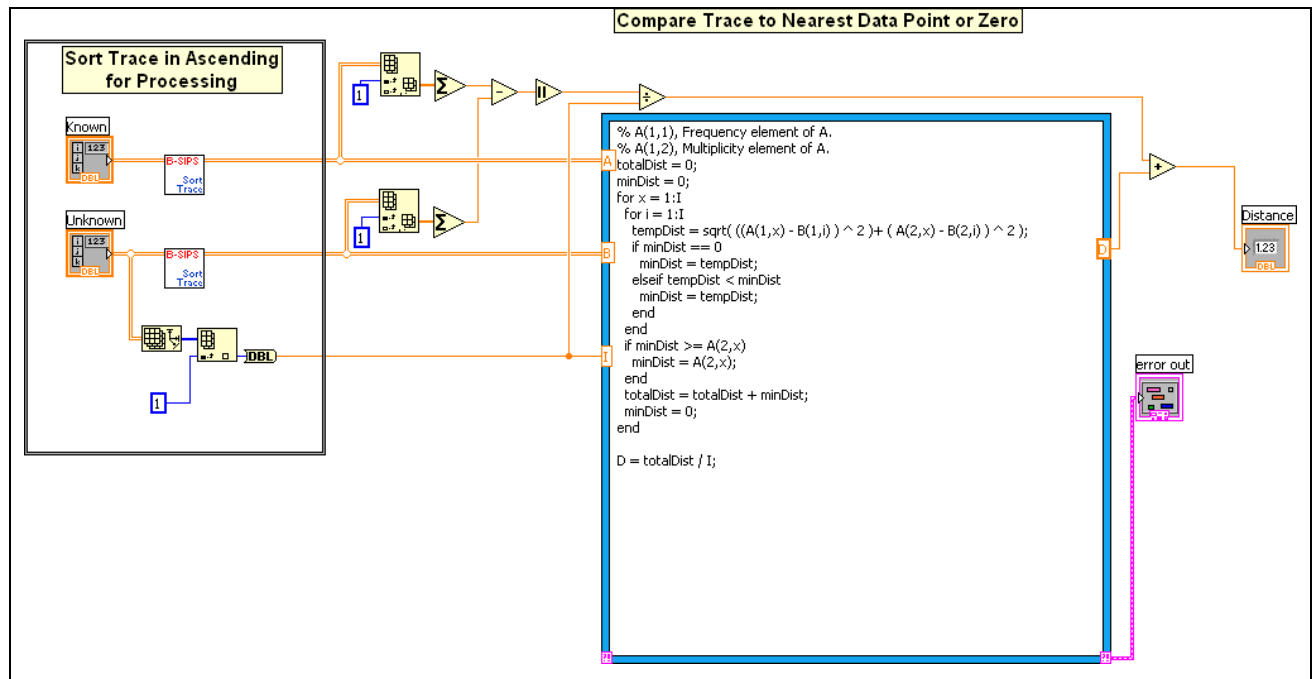 Compare Trace to Nearest Data Point or Zero
Sort Trace in Ascending
for Processing
Known
i
j
k
123
DBL
B-SIPS
Sort
Trace
1
Unknown
i
j
k
123
DBL
B-SIPS
Sort
Trace
1
1
DBL
Σ
Σ
-
||
÷
+
A
B
I
D
% A(1,1), Frequency element of A.
% A(1,2), Multiplicity element of A.
totalDist = 0;
minDist = 0;
for x = 1:I
for i = 1:I
tempDist = sqrt( ((A(1,x) - B(1,i) ) ^ 2 )+ ( A(2,x) - B(2,i) ) ^ 2 );
if minDist == 0
minDist = tempDist;
elseif tempDist < minDist
minDist = tempDist;
end
end
if minDist >= A(2,x)
minDist = A(2,x);
end
totalDist = totalDist + minDist;
minDist = 0;
end
D = totalDist / I;
Distance
1.23
DBL
error out
?!
?!